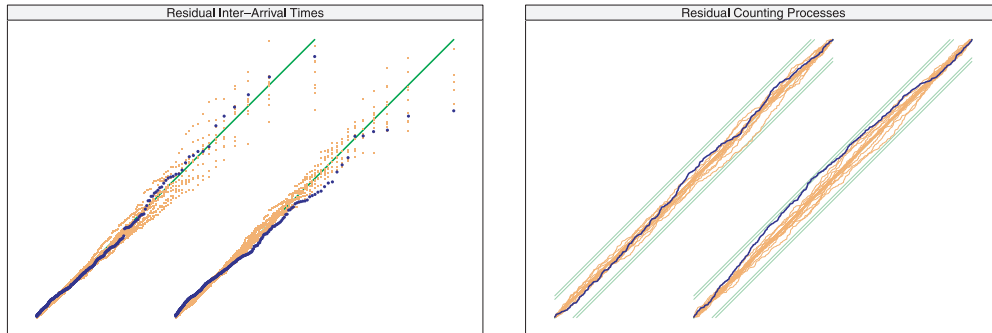 Residual Inter−Arrival Times
Residual Counting Processes